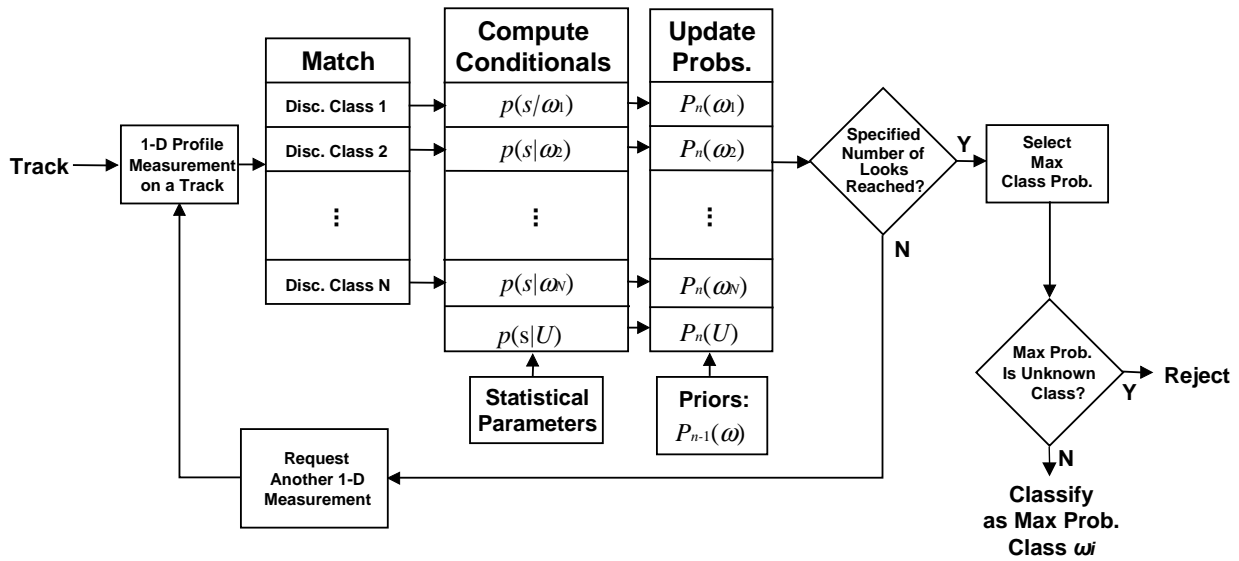 Track
1-D Profile
Measurement
on a Track
Match
Disc. Class 1
Disc. Class 2
⋮
Disc. Class N
Compute
Conditionals
p(s/ω1)
p(s|ω2)
⋮
p(s|ωN)
p(s|U)
Statistical
Parameters
Update
Probs.
Pn(ω1)
Pn(ω2)
⋮
Pn(ωN)
Pn(U)
Priors:
Pn-1(ω)
Specified
Number of
Looks
Reached?
Y
N
Select
Max
Class Prob.
Max Prob.
Is Unknown
Class?
Y
Reject
N
Classify
as Max Prob.
Class ωi
Request
Another 1-D
Measurement